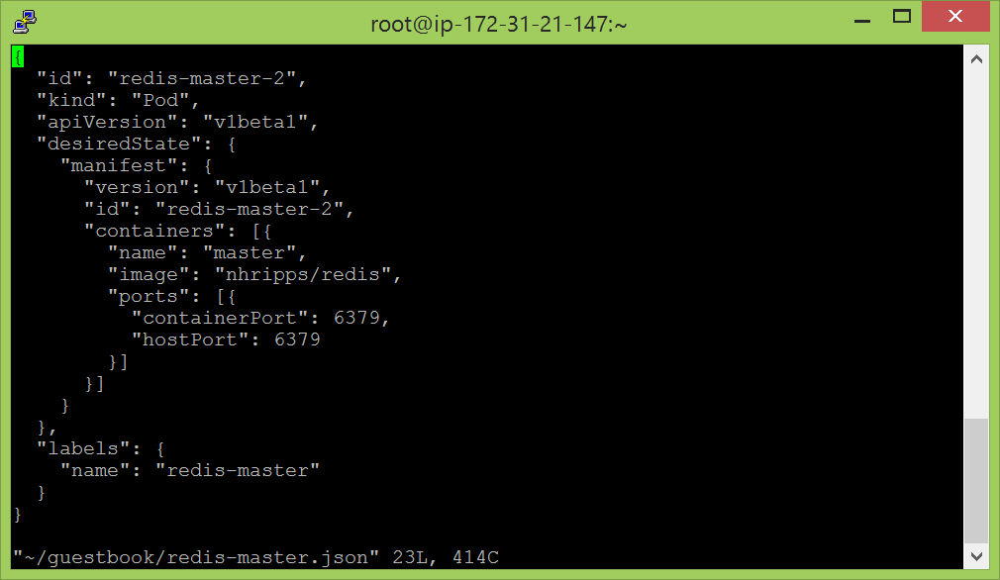 root@ip-172-31-21-147:~
{
  "id": "redis-master-2",
  "kind": "Pod",
  "apiVersion": "v1beta1",
  "desiredState": {
    "manifest": {
      "version": "v1beta1",
      "id": "redis-master-2",
      "containers": [{
        "name": "master",
        "image": "nhripps/redis",
        "ports": [{
          "containerPort": 6379,
          "hostPort": 6379
        }]
      }]
    }
  },
  "labels": {
    "name": "redis-master"
  }
}
"~/guestbook/redis-master.json" 23L, 414C